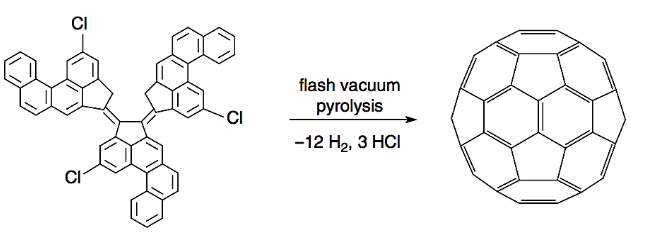 Cl
Cl
Cl
flash vacuum
pyrolysis
–12 H₂, 3 HCl